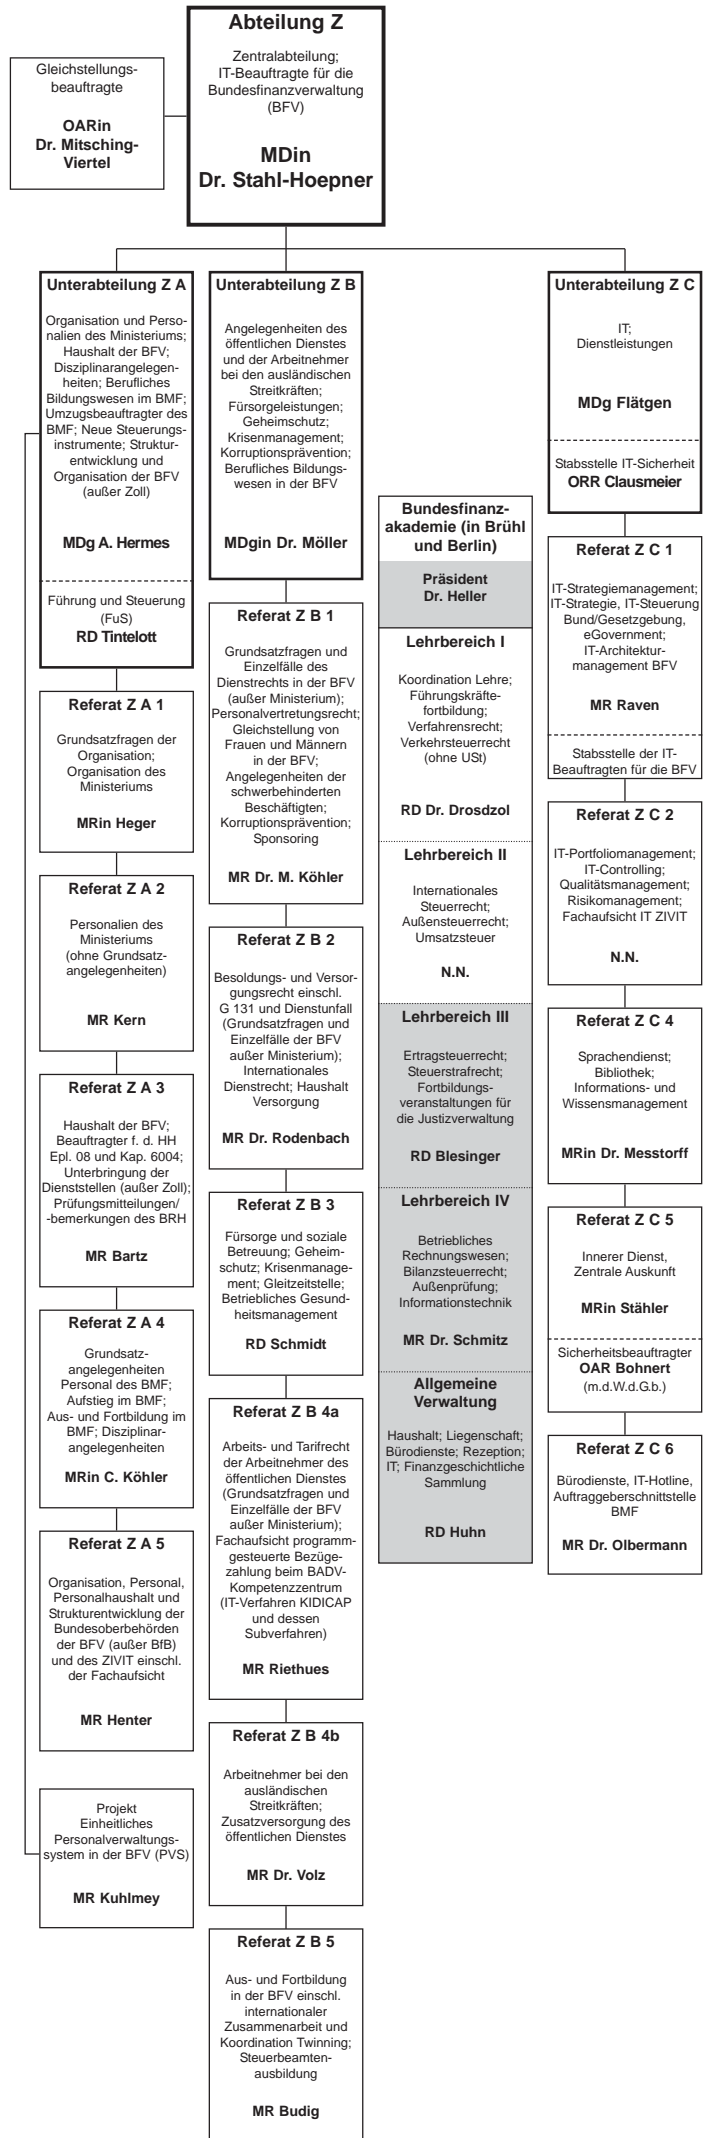 Abteilung Z
Zentralabteilung;
IT-Beauftragte für die
Bundesfinanzverwaltung
(BFV)
MDin
Dr. Stahl-Hoepner
Gleichstellungs-
beauftragte
OARin
Dr. Mitsching-
Viertel
Unterabteilung Z A
Organisation und Perso-
nalien des Ministeriums;
Haushalt der BFV;
Disziplinarangelegen-
heiten; Berufliches
Bildungswesen im BMF;
Umzugsbeauftragter des
BMF; Neue Steuerungs-
instrumente; Struktur-
entwicklung und
Organisation der BFV
(außer Zoll)
MDg A. Hermes
Führung und Steuerung
(FuS)
RD Tintelott
Referat Z A 1
Grundsatzfragen der
Organisation;
Organisation des
Ministeriums
MRin Heger
Referat Z A 2
Personalien des
Ministeriums
(ohne Grundsatz-
angelegenheiten)
MR Kern
Referat Z A 3
Haushalt der BFV;
Beauftragter f. d. HH
Epl. 08 und Kap. 6004;
Unterbringung der
Dienststellen (außer Zoll);
Prüfungsmitteilungen/
-bemerkungen des BRH
MR Bartz
Referat Z A 4
Grundsatz-
angelegenheiten
Personal des BMF;
Aufstieg im BMF;
Aus- und Fortbildung im
BMF; Disziplinar-
angelegenheiten
MRin C. Köhler
Referat Z A 5
Organisation, Personal,
Personalhaushalt und
Strukturentwicklung der
Bundesoberbehörden
der BFV (außer BfB)
und des ZIVIT einschl.
der Fachaufsicht
MR Henter
Projekt
Einheitliches
Personalverwaltungs-
system in der BFV (PVS)
MR Kuhlmey
Unterabteilung Z B
Angelegenheiten des
öffentlichen Dienstes
und der Arbeitnehmer
bei den ausländischen
Streitkräften;
Fürsorgeleistungen;
Geheimschutz;
Krisenmanagement;
Korruptionsprävention;
Berufliches Bildungs-
wesen in der BFV
MDgin Dr. Möller
Referat Z B 1
Grundsatzfragen und
Einzelfälle des
Dienstrechts in der BFV
(außer Ministerium);
Personalvertretungsrecht;
Gleichstellung von
Frauen und Männern
in der BFV;
Angelegenheiten der
schwerbehinderten
Beschäftigten;
Korruptionsprävention;
Sponsoring
MR Dr. M. Köhler
Referat Z B 2
Besoldungs- und Versor-
gungsrecht einschl.
G 131 und Dienstunfall
(Grundsatzfragen und
Einzelfälle der BFV
außer Ministerium);
Internationales
Dienstrecht; Haushalt
Versorgung
MR Dr. Rodenbach
Referat Z B 3
Fürsorge und soziale
Betreuung; Geheim-
schutz; Krisenmanage-
ment; Gleitzeitstelle;
Betriebliches Gesund-
heitsmanagement
RD Schmidt
Referat Z B 4a
Arbeits- und Tarifrecht
der Arbeitnehmer des
öffentlichen Dienstes
(Grundsatzfragen und
Einzelfälle der BFV
außer Ministerium);
Fachaufsicht programm-
gesteuerte Bezüge-
zahlung beim BADV-
Kompetenzzentrum
(IT-Verfahren KIDICAP
und dessen
Subverfahren)
MR Riethues
Referat Z B 4b
Arbeitnehmer bei den
ausländischen
Streitkräften;
Zusatzversorgung des
öffentlichen Dienstes
MR Dr. Volz
Referat Z B 5
Aus- und Fortbildung
in der BFV einschl.
internationaler
Zusammenarbeit und
Koordination Twinning;
Steuerbeamten-
ausbildung
MR Budig
Bundesfinanz-
akademie (in Brühl
und Berlin)
Präsident
Dr. Heller
Lehrbereich I
Koordination Lehre;
Führungskräfte-
fortbildung;
Verfahrensrecht;
Verkehrsteuerrecht
(ohne USt)
RD Dr. Drosdzol
Lehrbereich II
Internationales
Steuerrecht;
Außensteuerrecht;
Umsatzsteuer
N.N.
Lehrbereich III
Ertragsteuerrecht;
Steuerstrafrecht;
Fortbildungs-
veranstaltungen für
die Justizverwaltung
RD Blesinger
Lehrbereich IV
Betriebliches
Rechnungswesen;
Bilanzsteuerrecht;
Außenprüfung;
Informationstechnik
MR Dr. Schmitz
Allgemeine
Verwaltung
Haushalt; Liegenschaft;
Bürodienste; Rezeption;
IT; Finanzgeschichtliche
Sammlung
RD Huhn
Unterabteilung Z C
IT;
Dienstleistungen
MDg Flätgen
Stabsstelle IT-Sicherheit
ORR Clausmeier
Referat Z C 1
IT-Strategiemanagement;
IT-Strategie, IT-Steuerung
Bund/Gesetzgebung,
eGovernment;
IT-Architektur-
management BFV
MR Raven
Stabsstelle der IT-
Beauftragten für die BFV
Referat Z C 2
IT-Portfoliomanagement;
IT-Controlling;
Qualitätsmanagement;
Risikomanagement;
Fachaufsicht IT ZIVIT
N.N.
Referat Z C 4
Sprachendienst;
Bibliothek;
Informations- und
Wissensmanagement
MRin Dr. Messtorff
Referat Z C 5
Innerer Dienst,
Zentrale Auskunft
MRin Stähler
Sicherheitsbeauftragter
OAR Bohnert
(m.d.W.d.G.b.)
Referat Z C 6
Bürodienste, IT-Hotline,
Auftraggeberschnittstelle
BMF
MR Dr. Olbermann